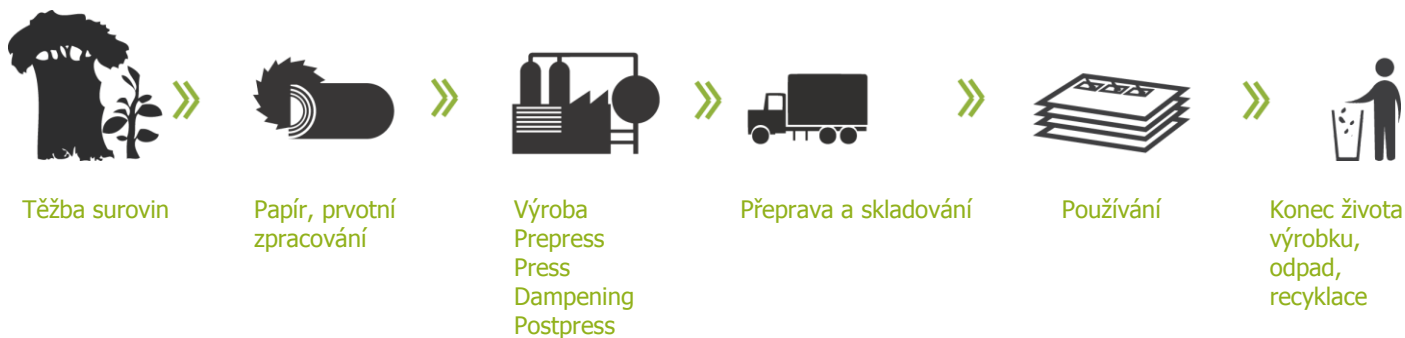 Těžba surovin
Papír, prvotní
zpracování
Výroba
Prepress
Press
Dampening
Postpress
Přeprava a skladování
Používání
Konec života
výrobku,
odpad,
recyklace